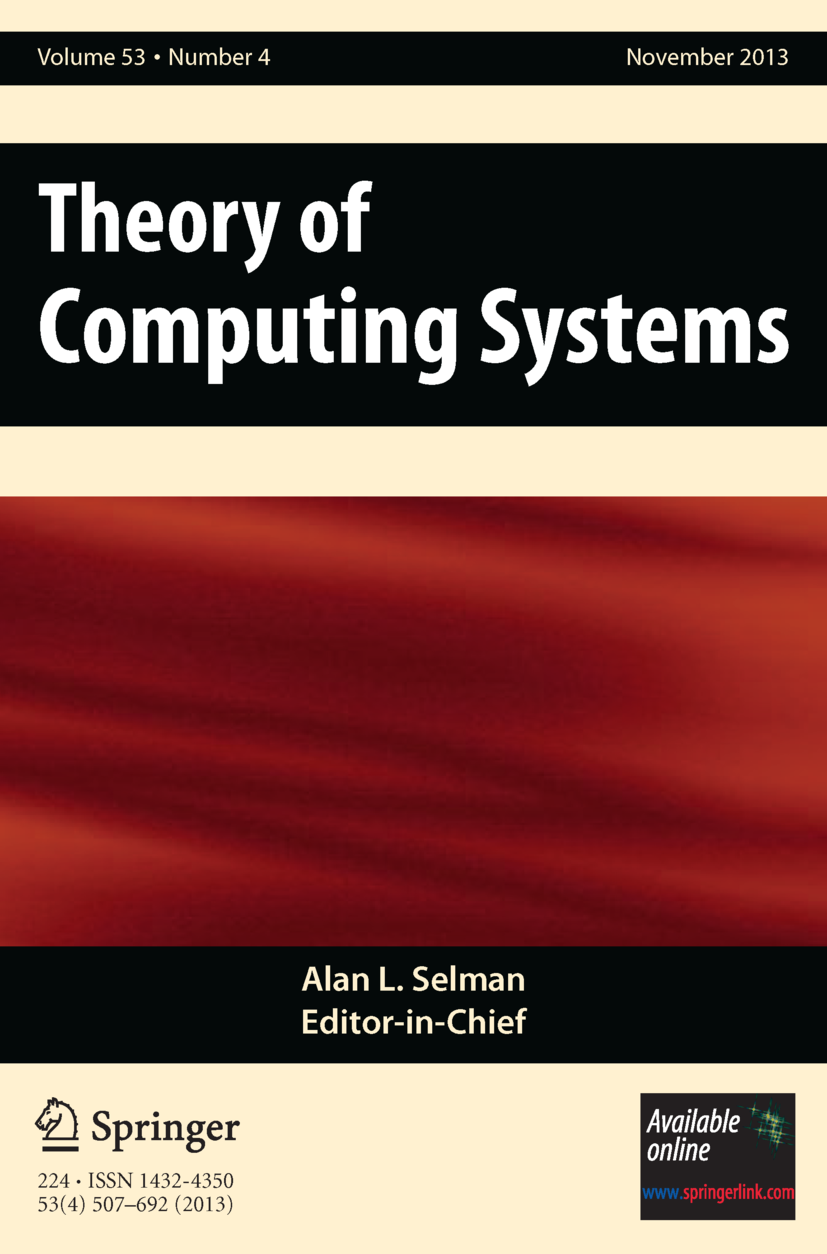 Volume 53 • Number 4 November 2013
Theory of
Computing Systems
Alan L. Selman
Editor-in-Chief
Springer
224 • ISSN 1432-4350
53(4) 507–692 (2013)
Available
online
www.springerlink.com